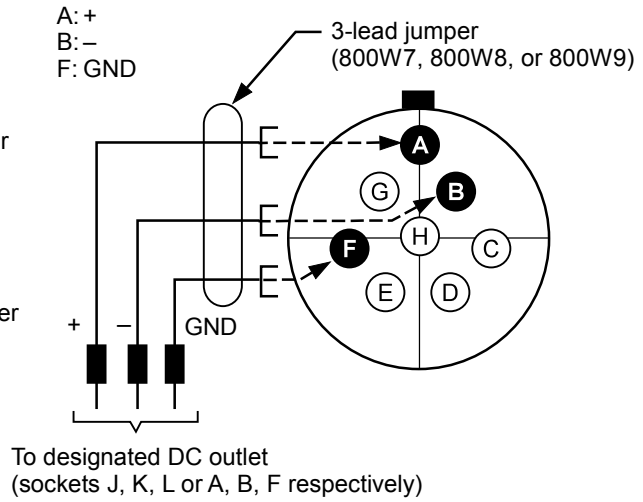 A: +
B: –
F: GND
3-lead jumper
(800W7, 800W8, or 800W9)
A
G
B
H
F
C
E
D
+
–
GND
To designated DC outlet
(sockets J, K, L or A, B, F respectively)